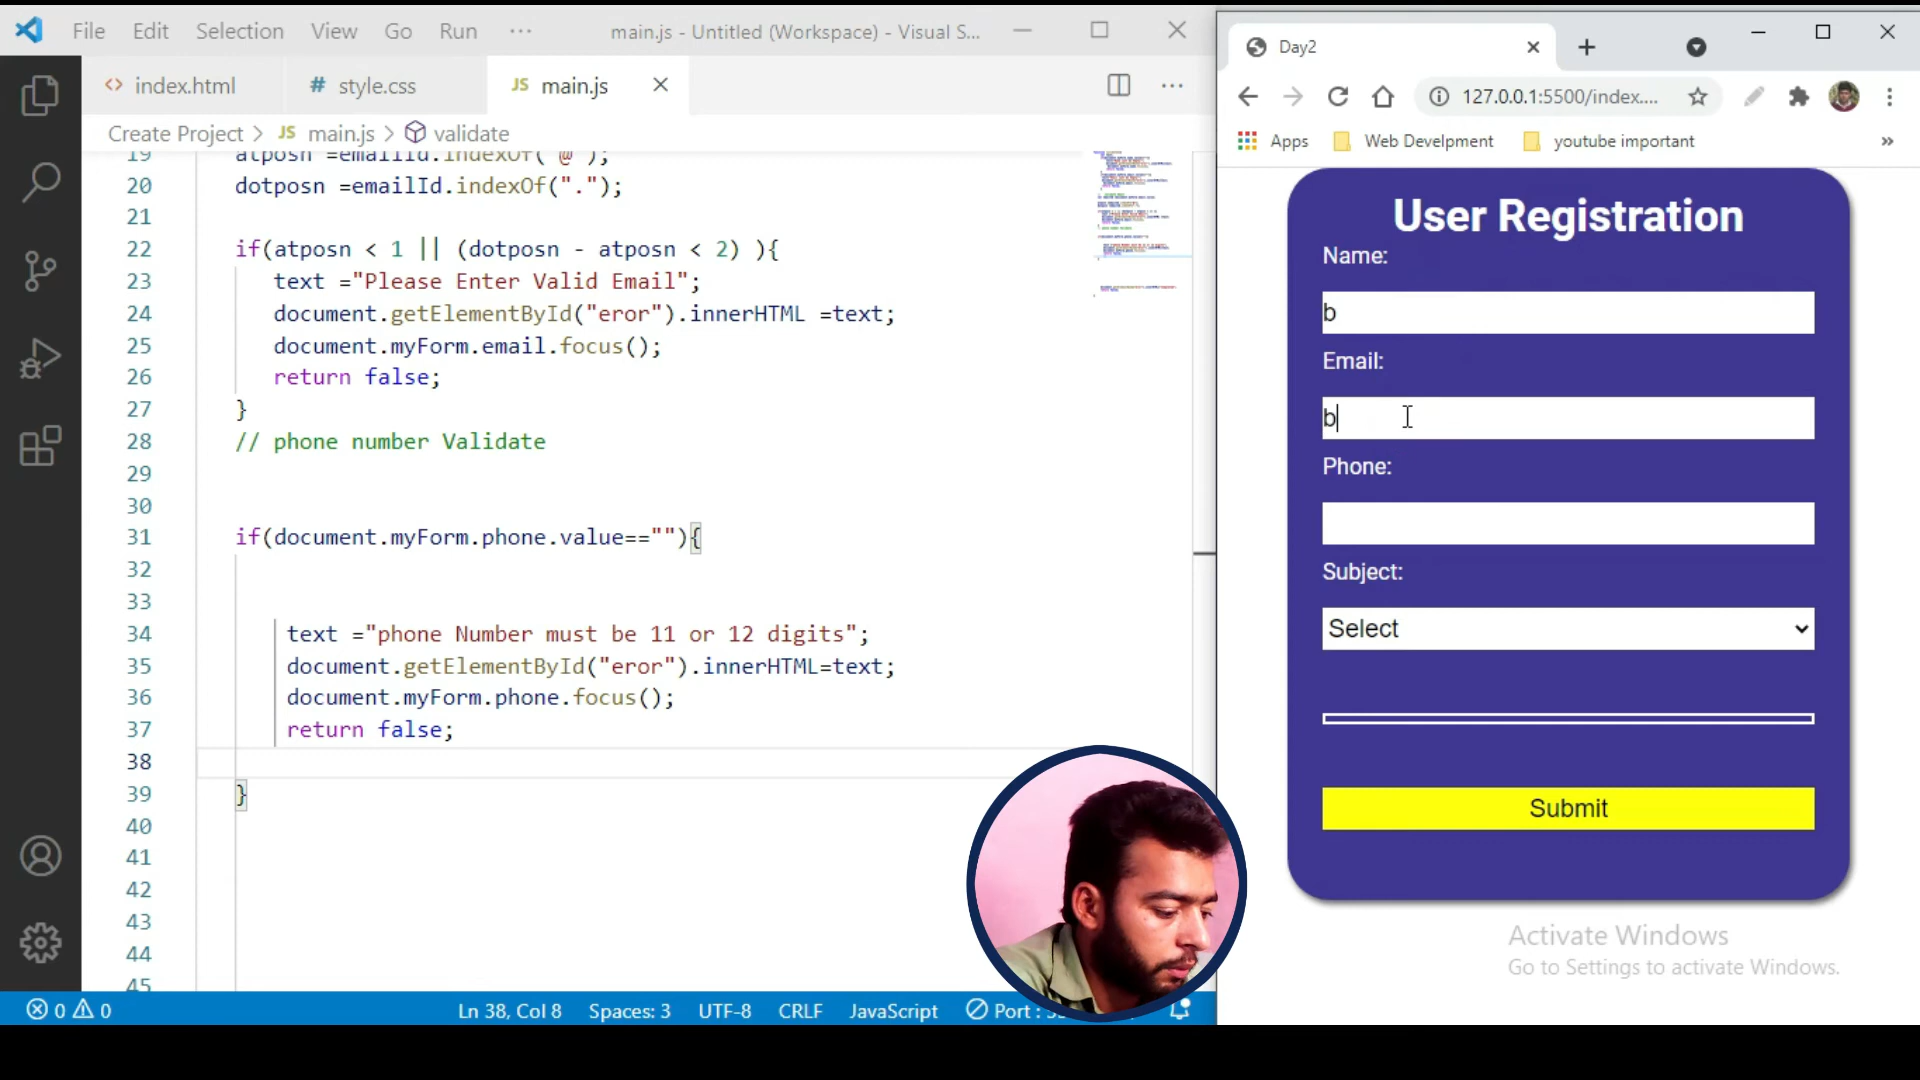 File Edit Selection View Go Run ... main.js - Untitled (Workspace) - Visual S...
<> index.html # style.css JS main.js
Create Project > JS main.js > validate
19 atposn =emailId.indexOf("@");
20 dotposn =emailId.indexOf(".");
21
22 if(atposn < 1 || (dotposn - atposn < 2) ){
23 text ="Please Enter Valid Email";
24 document.getElementById("eror").innerHTML =text;
25 document.myForm.email.focus();
26 return false;
27 }
28 // phone number Validate
29
30
31 if(document.myForm.phone.value==""){
32
33
34 text ="phone Number must be 11 or 12 digits";
35 document.getElementById("eror").innerHTML=text;
36 document.myForm.phone.focus();
37 return false;
38
39 }
40
41
42
43
44
45
0 0 Ln 38, Col 8 Spaces: 3 UTF-8 CRLF JavaScript Port :
Day2
127.0.0.1:5500/index....
Apps Web Develpment youtube important »
User Registration
Name:
b
Email:
b
Phone:
Subject:
Select
Submit
Activate Windows
Go to Settings to activate Windows.